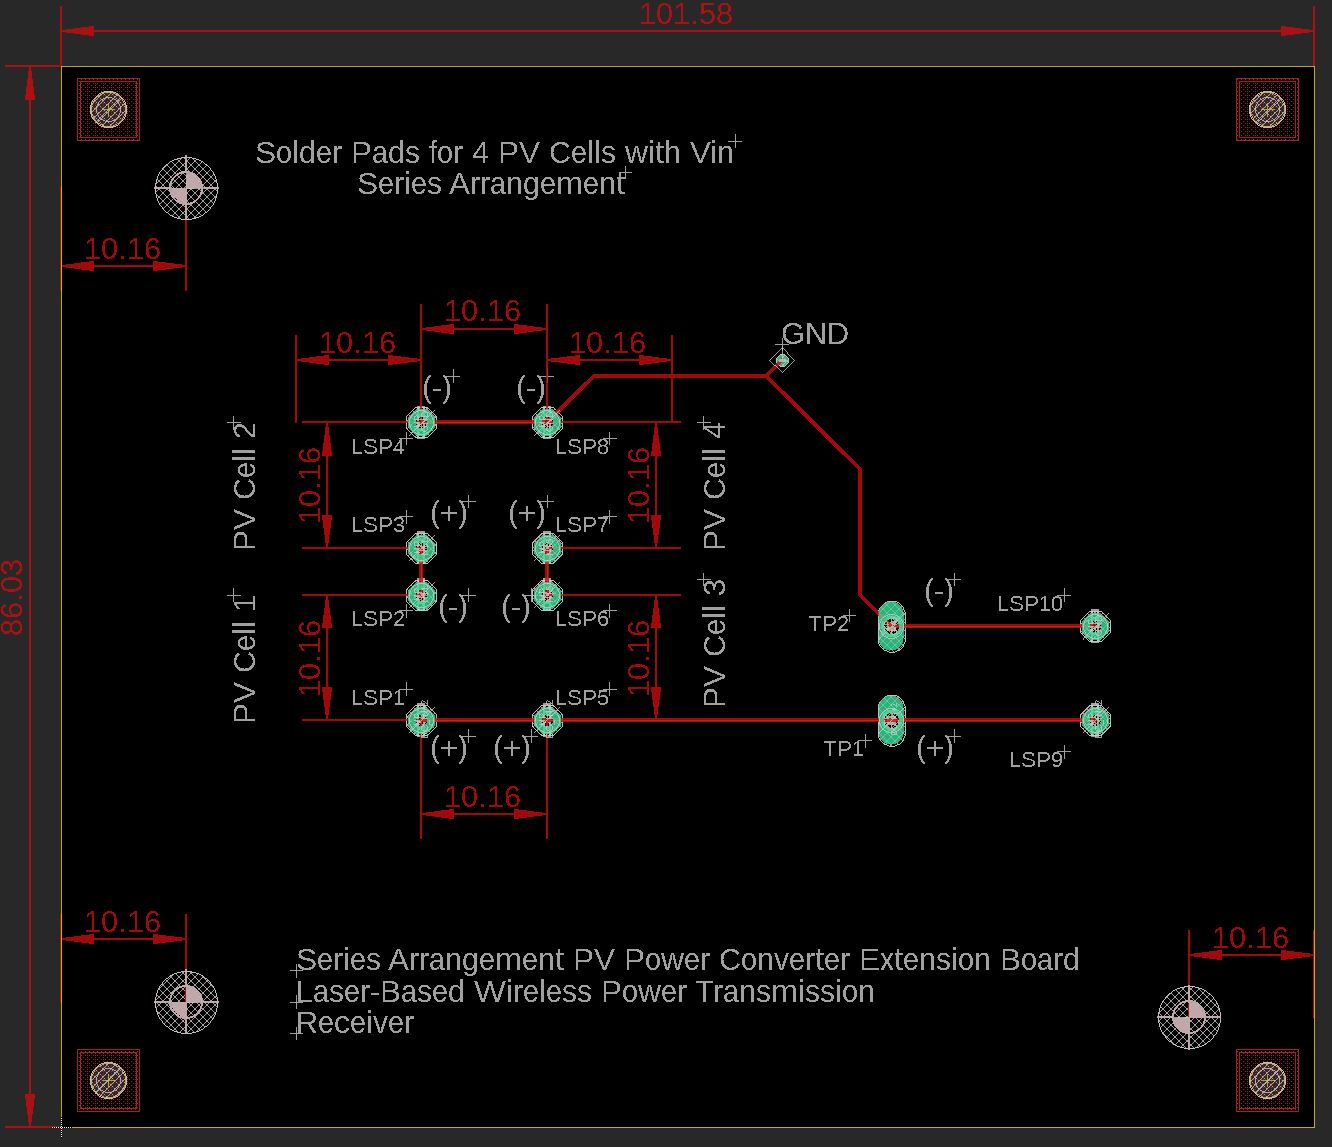 101.58
Solder Pads for 4 PV Cells with Vin
Series Arrangement
10.16
10.16
10.16
10.16
GND
(-)
(-)
LSP4
LSP8
PV Cell 2
10.16
10.16
PV Cell 4
(+)
(+)
LSP3
LSP7
86.03
PV Cell 1
10.16
LSP2
(-)
(-)
LSP6
10.16
PV Cell 3
(-)
LSP10
TP2
LSP1
LSP5
(+)
(+)
TP1
(+)
LSP9
10.16
10.16
10.16
Series Arrangement PV Power Converter Extension Board
Laser-Based Wireless Power Transmission
Receiver